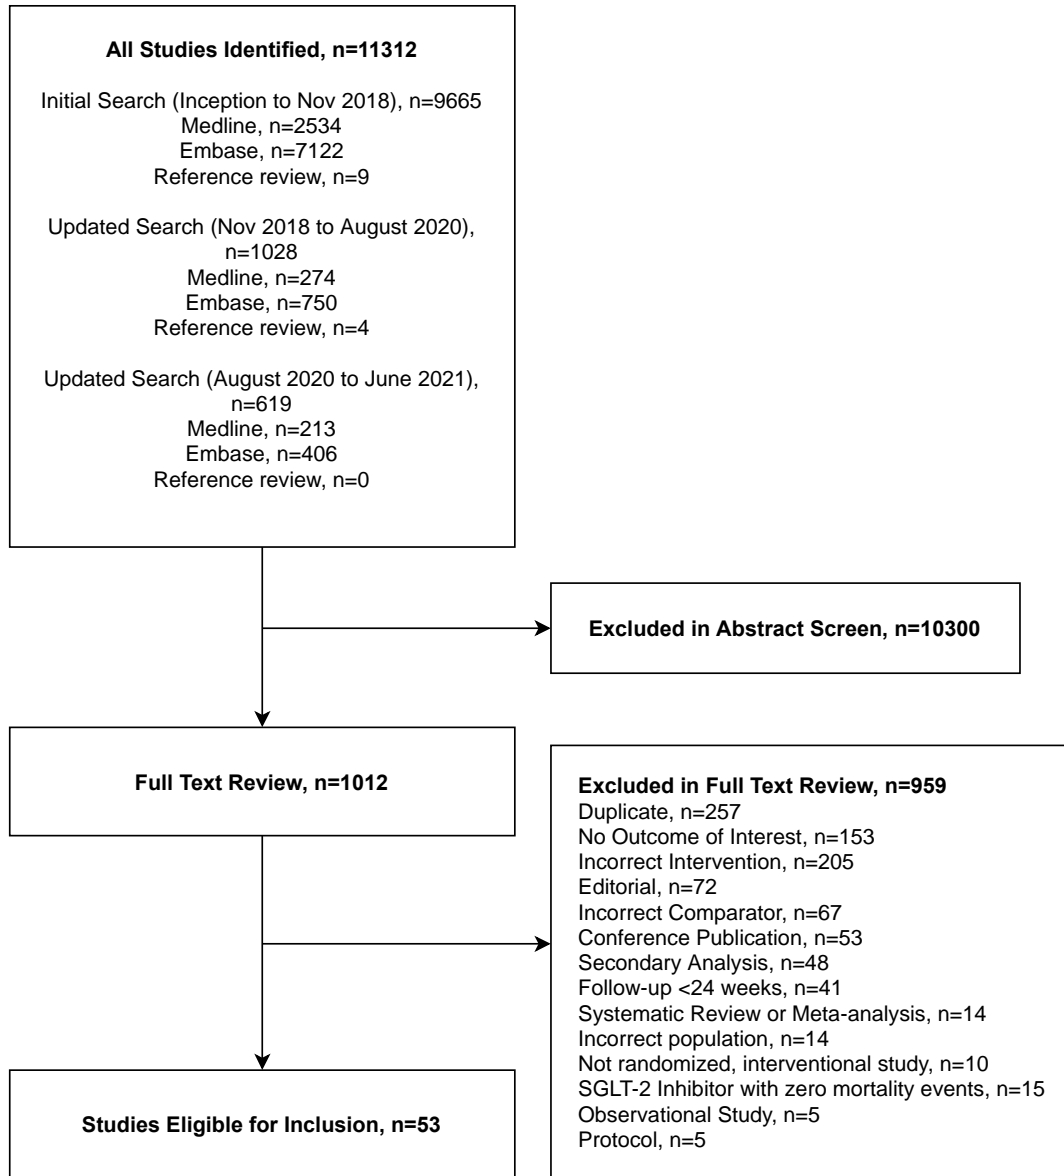 All Studies Identified, n=11312
Initial Search (Inception to Nov 2018), n=9665
Medline, n=2534
Embase, n=7122
Reference review, n=9
Updated Search (Nov 2018 to August 2020),
n=1028
Medline, n=274
Embase, n=750
Reference review, n=4
Updated Search (August 2020 to June 2021),
n=619
Medline, n=213
Embase, n=406
Reference review, n=0
Excluded in Abstract Screen, n=10300
Full Text Review, n=1012
Excluded in Full Text Review, n=959
Duplicate, n=257
No Outcome of Interest, n=153
Incorrect Intervention, n=205
Editorial, n=72
Incorrect Comparator, n=67
Conference Publication, n=53
Secondary Analysis, n=48
Follow-up <24 weeks, n=41
Systematic Review or Meta-analysis, n=14
Incorrect population, n=14
Not randomized, interventional study, n=10
SGLT-2 Inhibitor with zero mortality events, n=15
Observational Study, n=5
Protocol, n=5
Studies Eligible for Inclusion, n=53